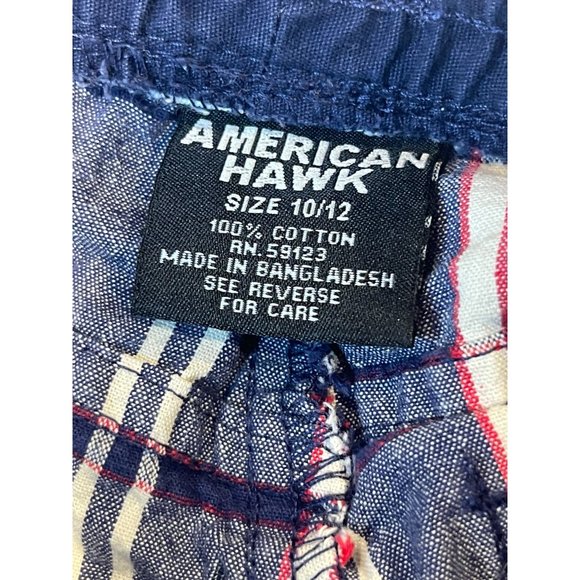 AMERICAN
HAWK
SIZE 10/12
100% COTTON
RN.59123
MADE IN BANGLADESH
SEE REVERSE
FOR CARE